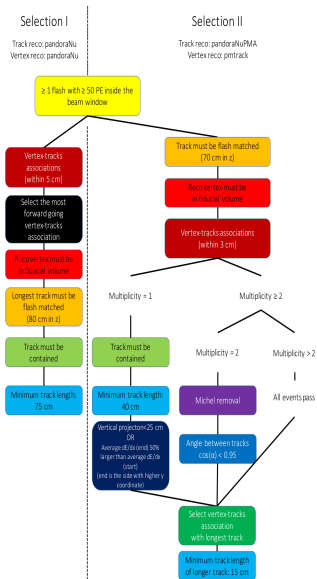 Selection I
Selection II
Track reco: pandoraNu
Vertex reco: pandoraNu
Track reco: pandoraNuPMA
Vertex reco: pmtrack
≥ 1 flash with ≥ 50 PE inside the
beam window
Vertex-tracks
associations
(within 5 cm)
Select the most
forward going
vertex-tracks
association
Reco vertex must be
in fiducial volume
Longest track must be
flash matched
(80 cm in z)
Track must be
contained
Minimum track length:
75 cm
Track must be flash matched
(70 cm in z)
Reco vertex must be
in fiducial volume
Vertex-tracks associations
(within 3 cm)
Multiplicity = 1
Multiplicity ≥ 2
Track must be
contained
Minimum track length:
40 cm
Vertical projecton<25 cm
OR
Average dE/dx (end) 50%
larger than average dE/dx
(start)
(end is the side with higher y
coordinate)
Multiplicity = 2
Multiplicity > 2
Michel removal
All events pass
Angle between tracks
cos(α) < 0.95
Select vertex-tracks
association
with longest track
Minimum track length
of longer track: 15 cm